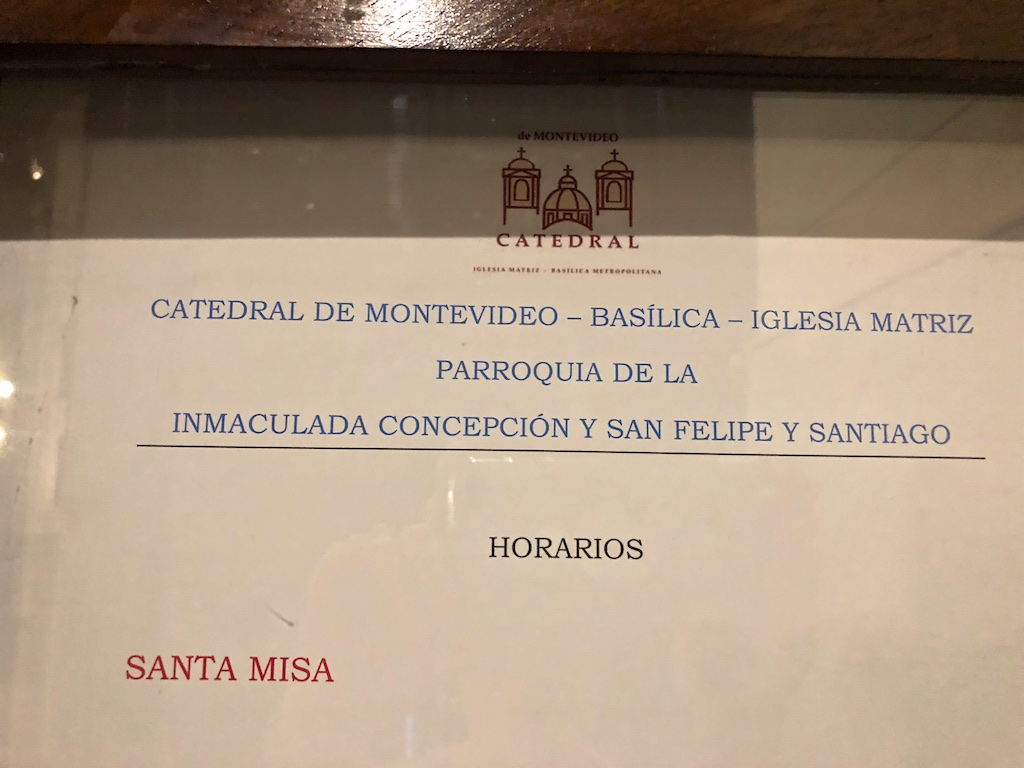 de MONTEVIDEO
CATEDRAL
IGLESIA MATRIZ - BASILICA METROPOLITANA
CATEDRAL DE MONTEVIDEO – BASÍLICA – IGLESIA MATRIZ
PARROQUIA DE LA
INMACULADA CONCEPCIÓN Y SAN FELIPE Y SANTIAGO
HORARIOS
SANTA MISA